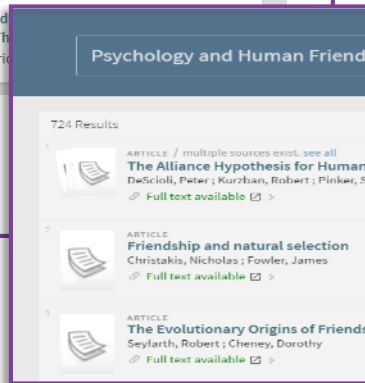 Psychology and Human Friend
724 Results
1
ARTICLE / multiple sources exist. see all
The Alliance Hypothesis for Human
DeScioli, Peter ; Kurzban, Robert ; Pinker, S
Full text available >
2
ARTICLE
Friendship and natural selection
Christakis, Nicholas ; Fowler, James
Full text available >
3
ARTICLE
The Evolutionary Origins of Friends
Seyfarth, Robert ; Cheney, Dorothy
Full text available >